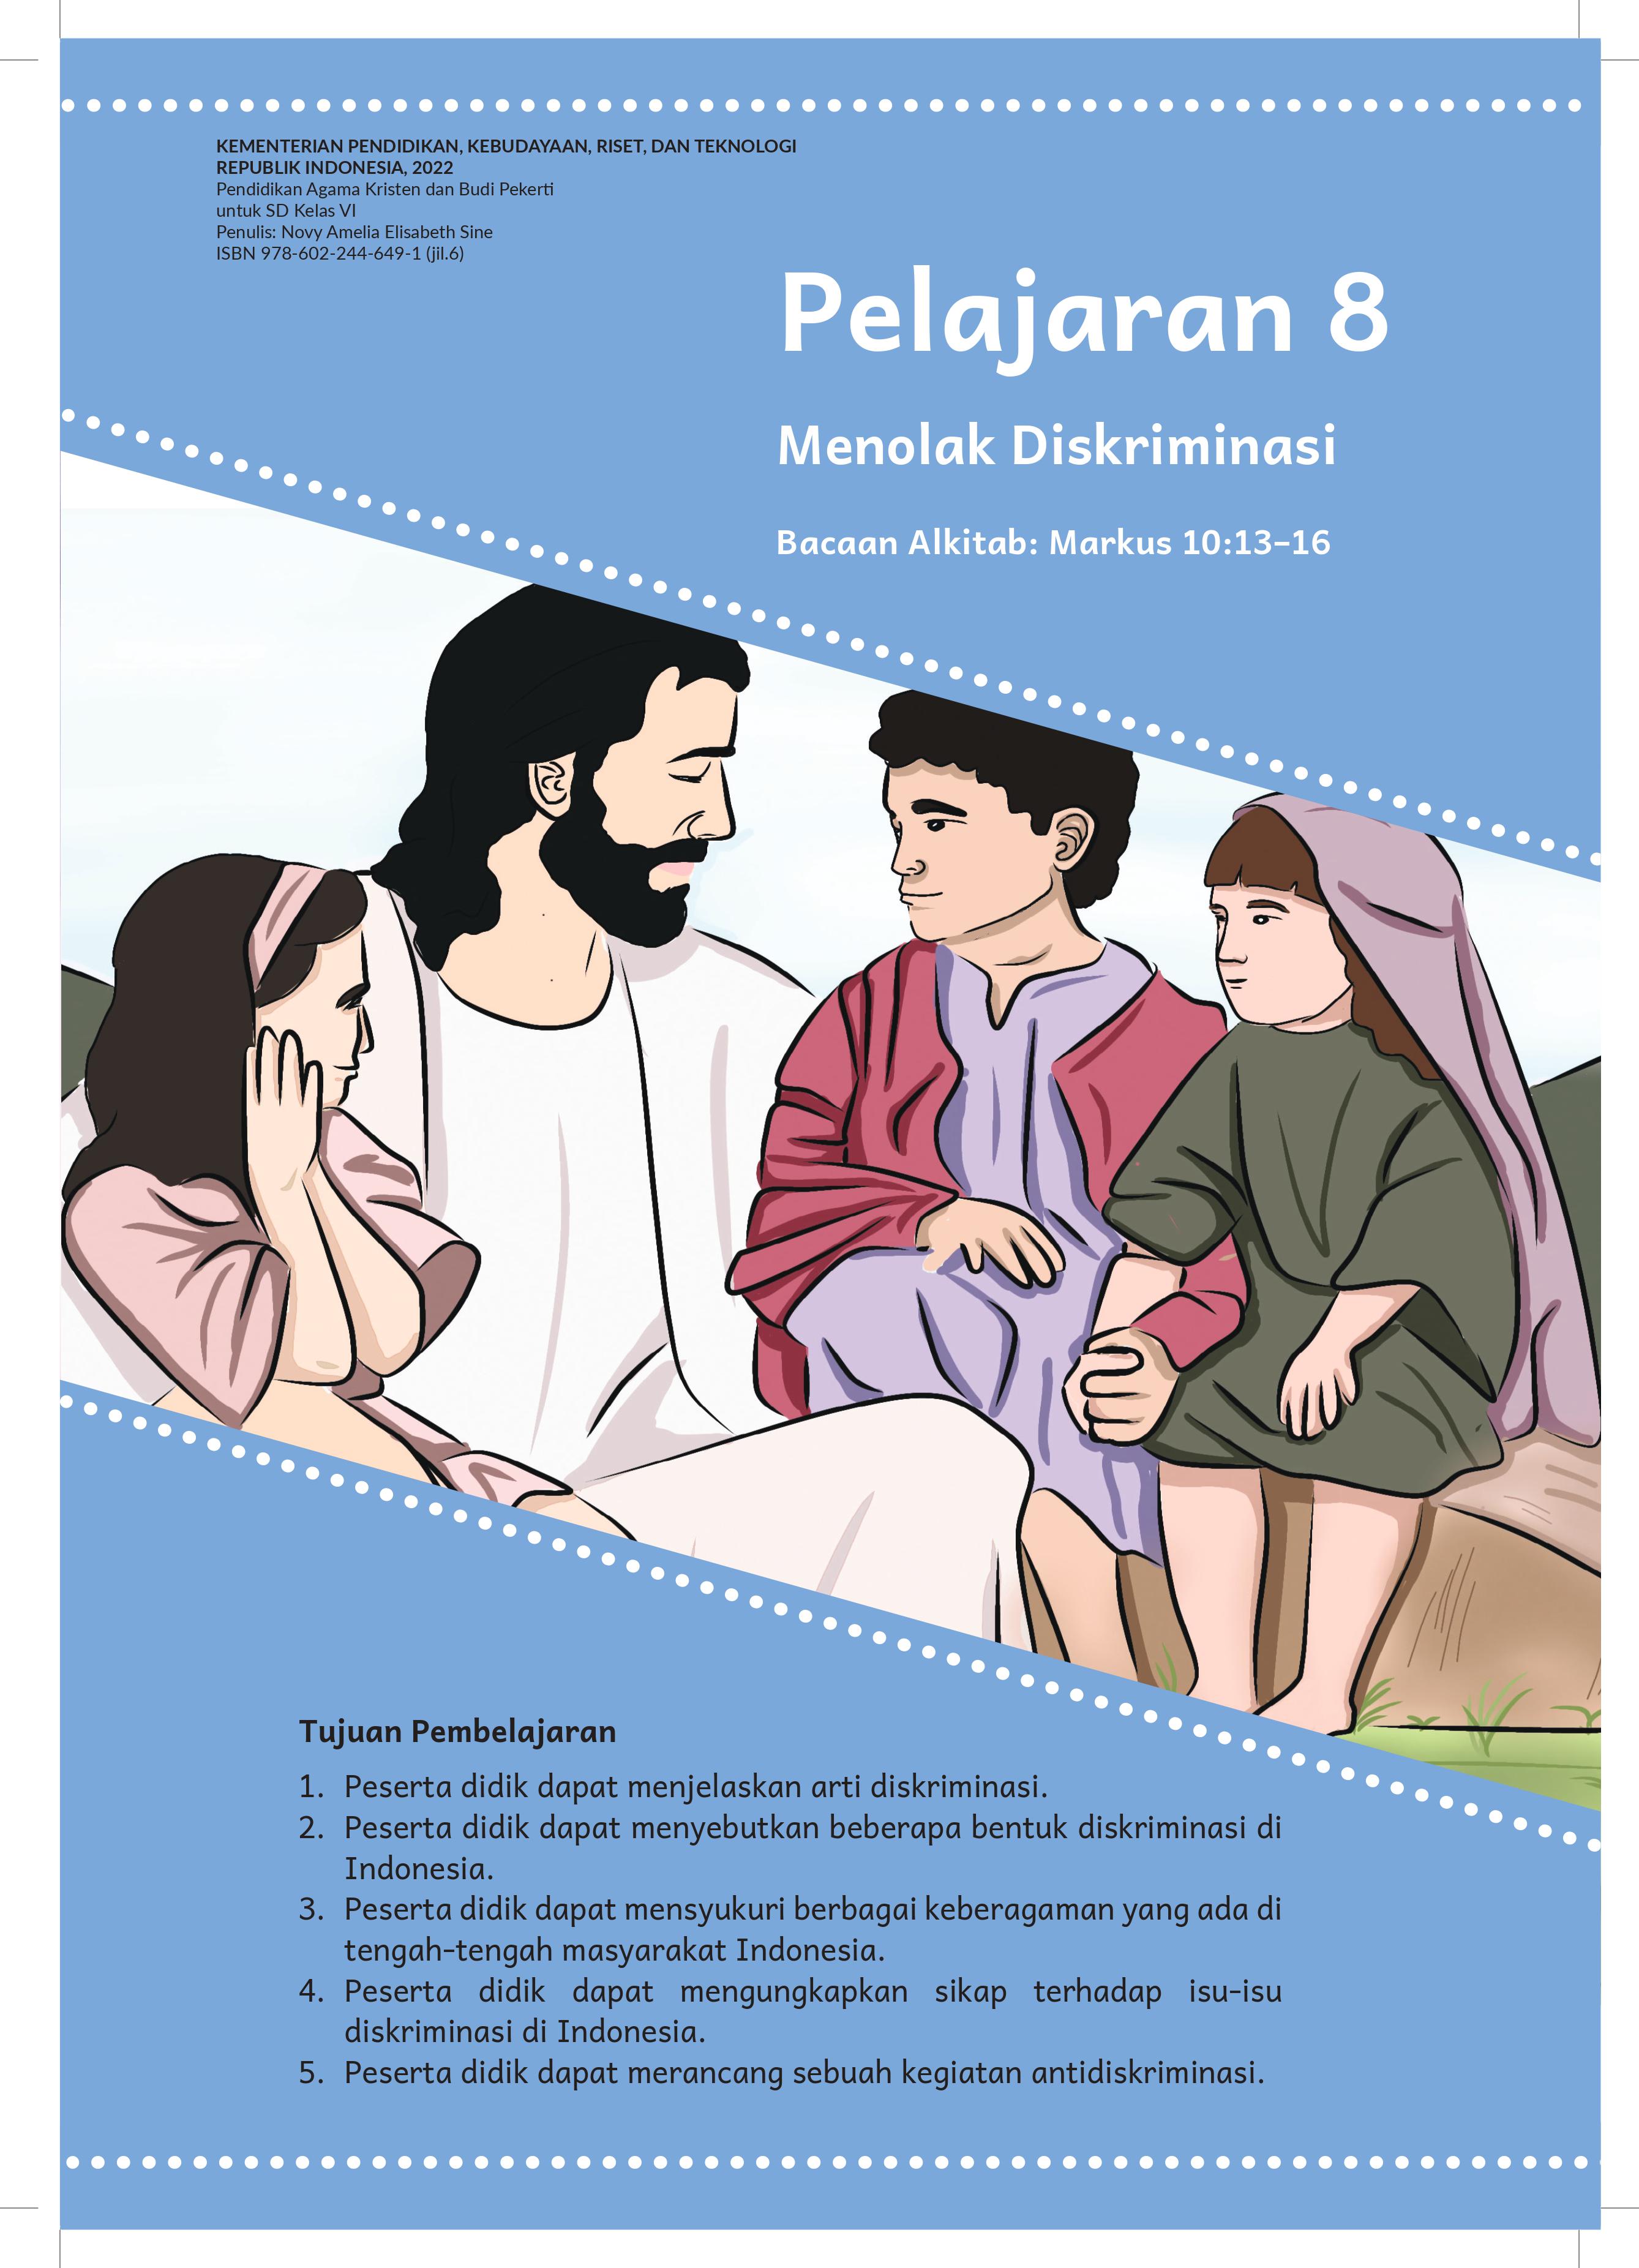 KEMENTERIAN PENDIDIKAN, KEBUDAYAAN, RISET, DAN TEKNOLOGI
REPUBLIK INDONESIA, 2022
Pendidikan Agama Kristen dan Budi Pekerti
untuk SD Kelas VI
Penulis: Novy Amelia Elisabeth Sine
ISBN 978-602-244-649-1 (jil.6)
Pelajaran 8
Menolak Diskriminasi
Bacaan Alkitab: Markus 10:13–16
Tujuan Pembelajaran
1. Peserta didik dapat menjelaskan arti diskriminasi.
2. Peserta didik dapat menyebutkan beberapa bentuk diskriminasi di
Indonesia.
3. Peserta didik dapat mensyukuri berbagai keberagaman yang ada di
tengah-tengah masyarakat Indonesia.
4. Peserta didik dapat mengungkapkan sikap terhadap isu-isu
diskriminasi di Indonesia.
5. Peserta didik dapat merancang sebuah kegiatan antidiskriminasi.